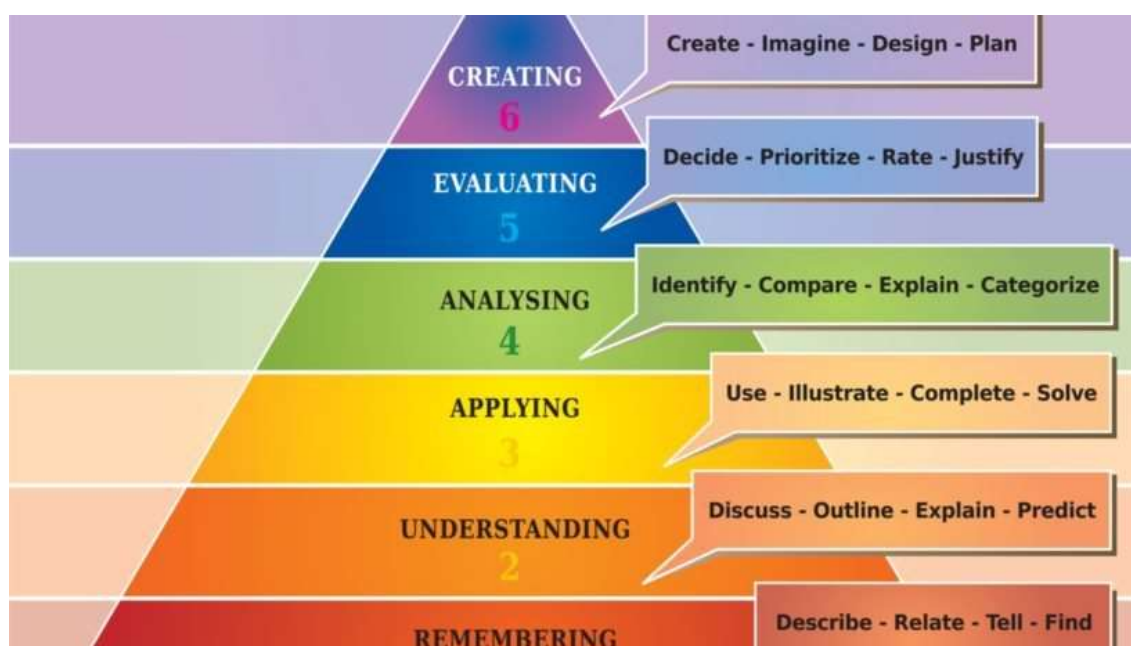 Create - Imagine - Design - Plan
CREATING
6
Decide - Prioritize - Rate - Justify
EVALUATING
5
Identify - Compare - Explain - Categorize
ANALYSING
4
Use - Illustrate - Complete - Solve
APPLYING
3
Discuss - Outline - Explain - Predict
UNDERSTANDING
2
Describe - Relate - Tell - Find
REMEMBERING